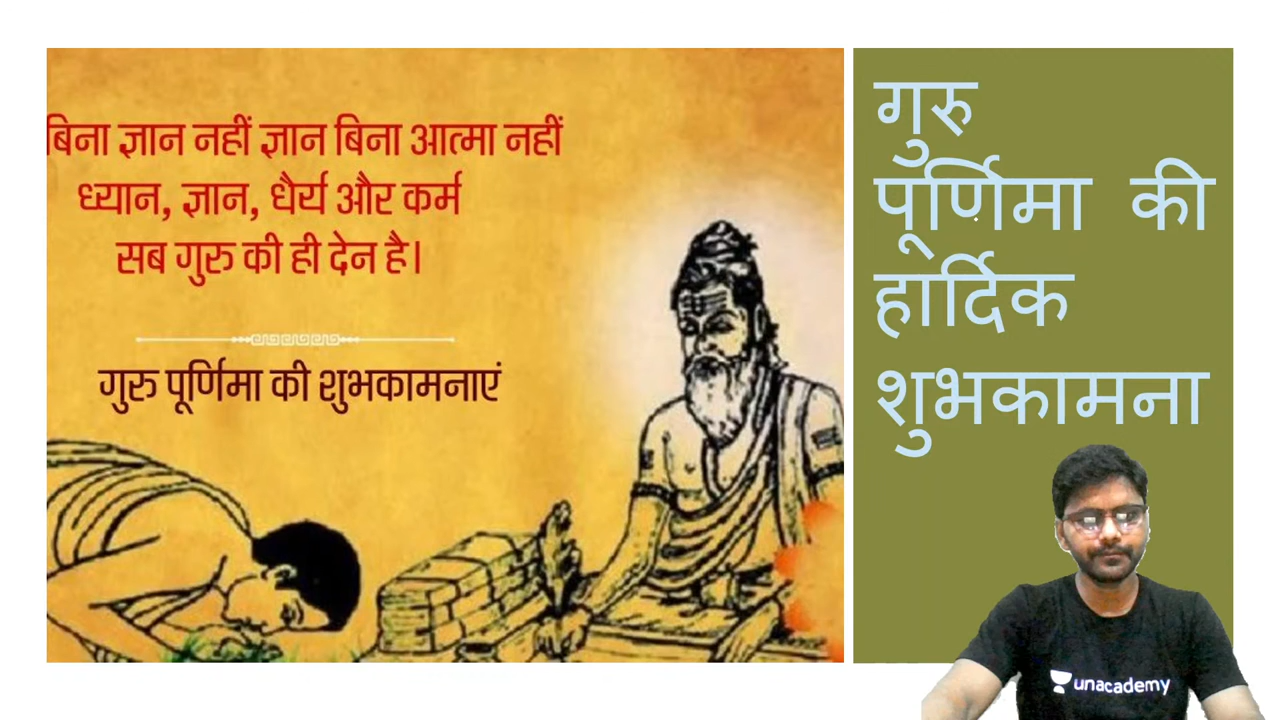 बिना ज्ञान नहीं ज्ञान बिना आत्मा नहीं
ध्यान, ज्ञान, धैर्य और कर्म
सब गुरु की ही देन है।
गुरु पूर्णिमा की शुभकामनाएं
गुरु
पूर्णिमा की
हार्दिक
शुभकामना
unacademy